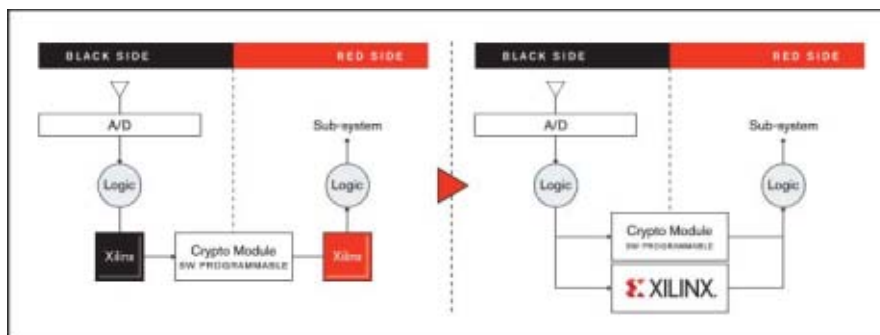 BLACK SIDE
RED SIDE
A/D
Sub-system
Logic
Logic
Xilinx
Crypto Module
SW PROGRAMMABLE
Xilinx
BLACK SIDE
RED SIDE
A/D
Sub-system
Logic
Logic
Crypto Module
SW PROGRAMMABLE
XILINX.